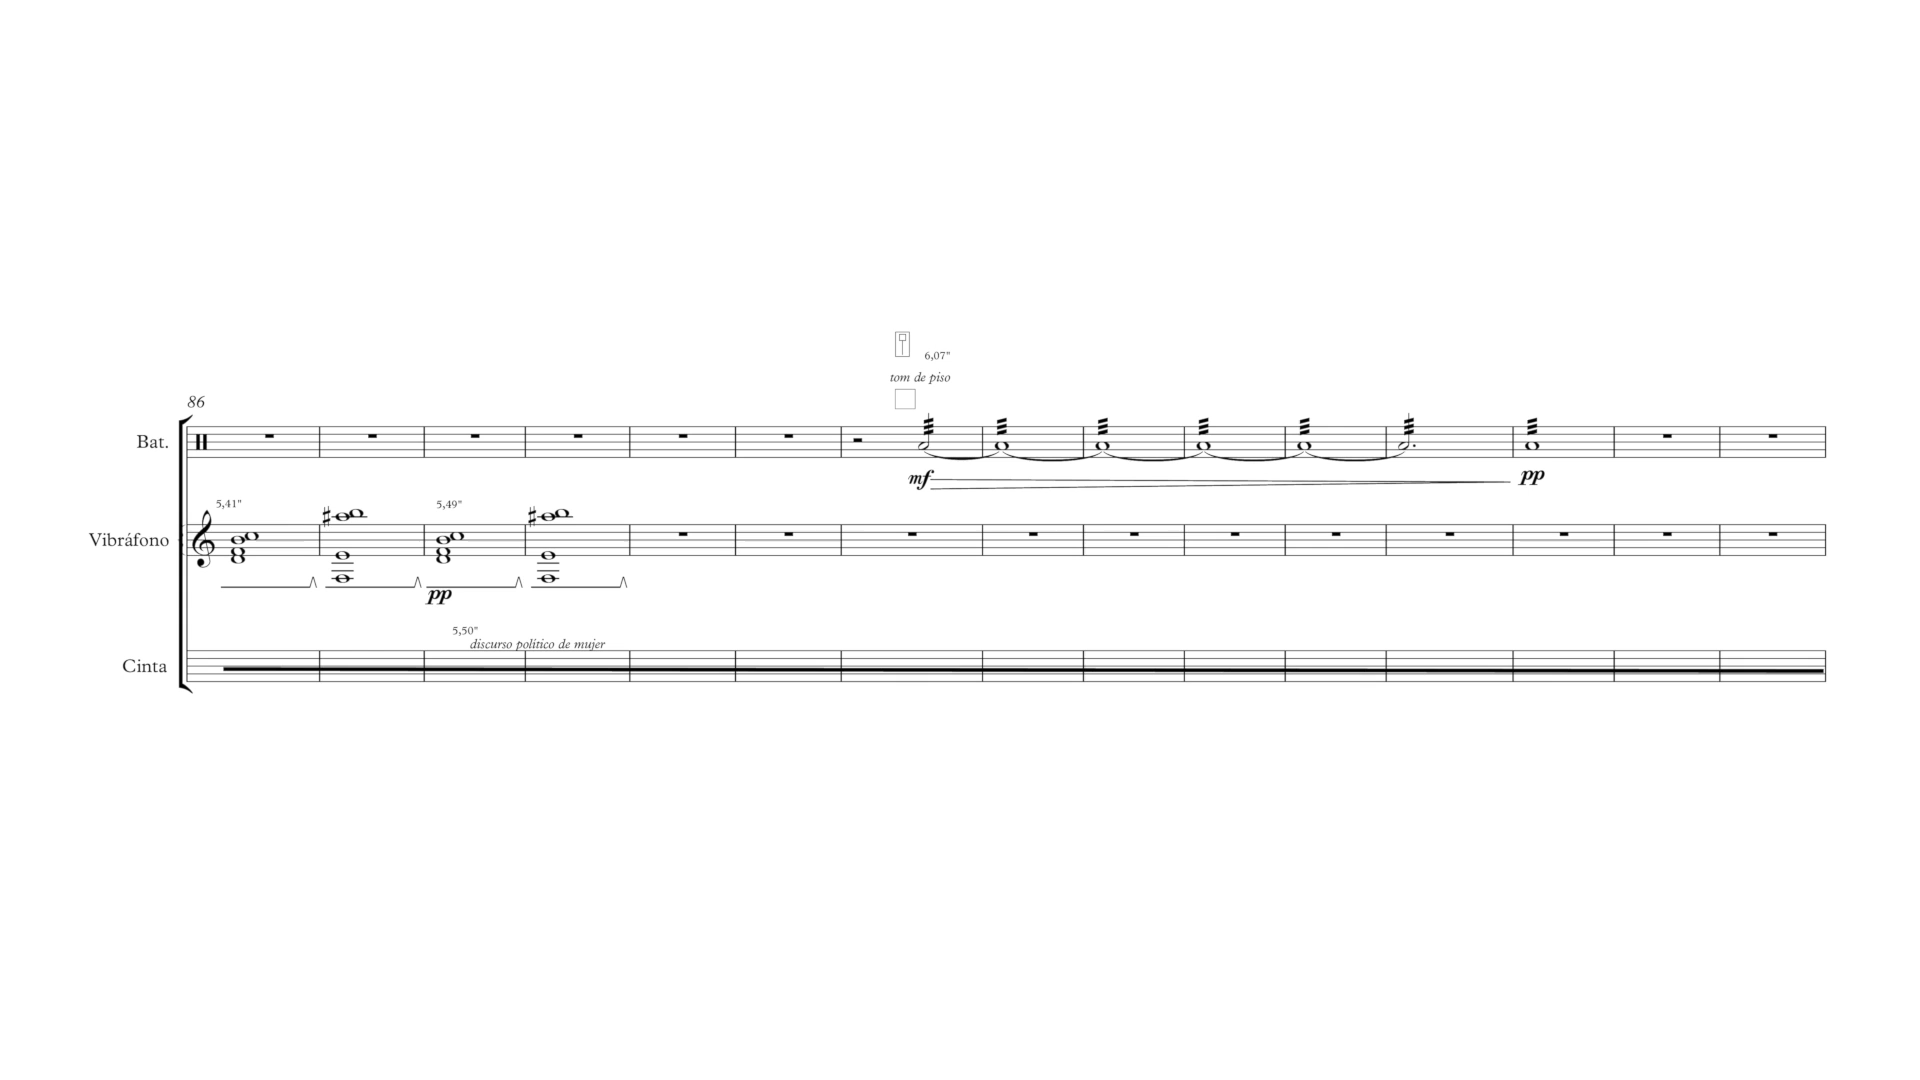 6,07"
tom de piso
86
Bat.
mf
pp
5,41"
5,49"
Vibráfono
pp
5,50"
discurso político de mujer
Cinta